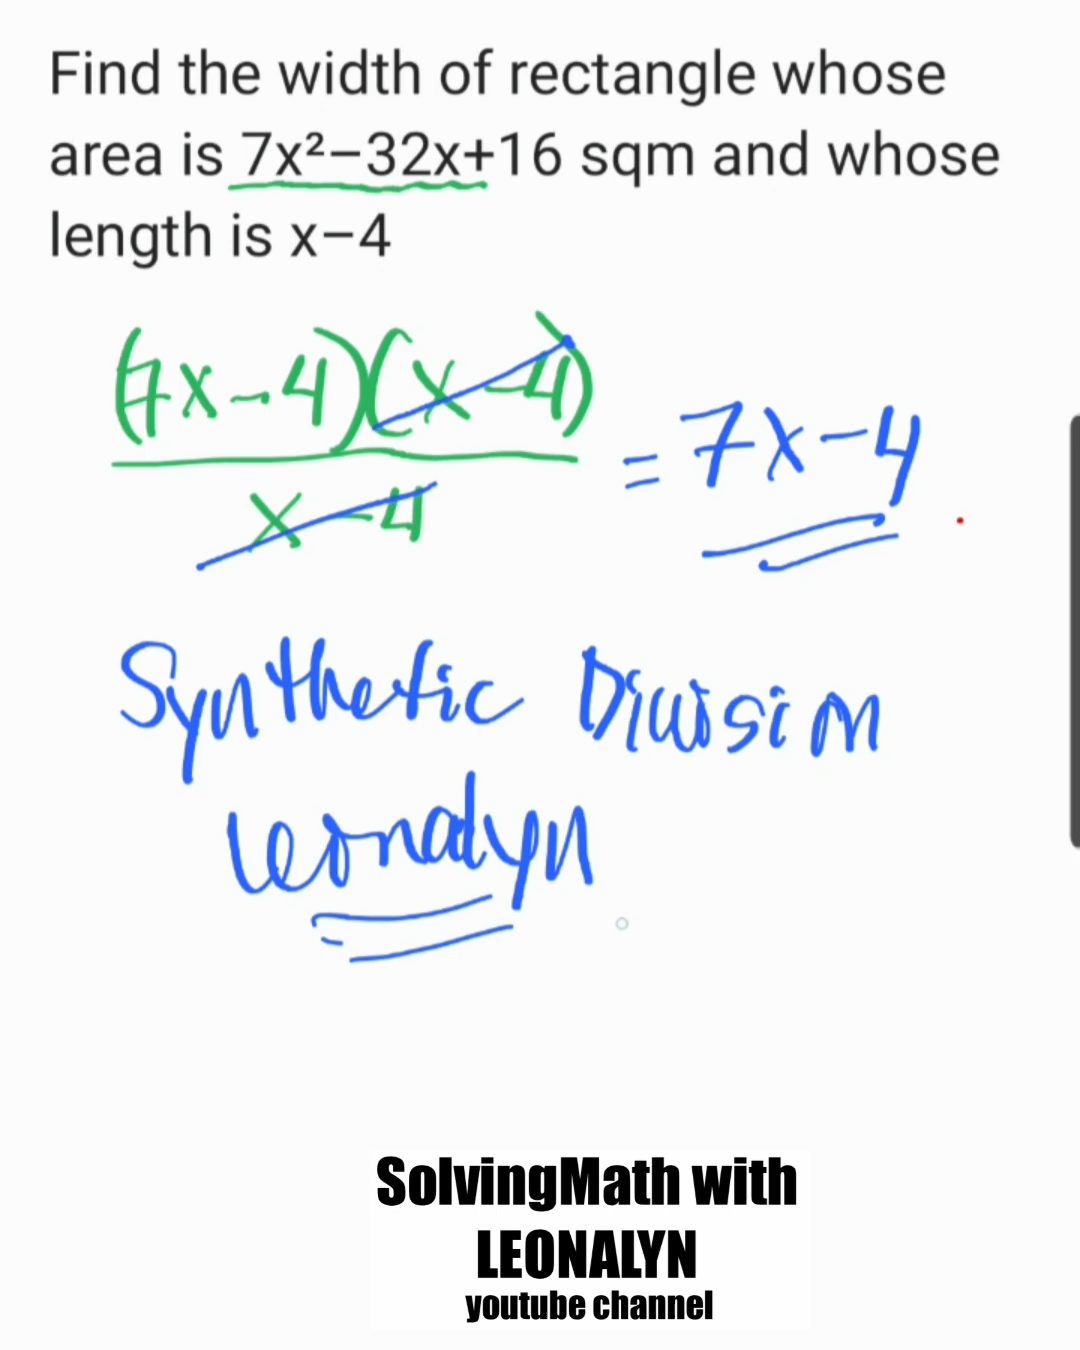 Find the width of rectangle whose
area is 7x²−32x+16 sqm and whose
length is x−4
(7x-4)(x-4)
x-4
= 7x-4
Synthetic Division
leonalyn
SolvingMath with
LEONALYN
youtube channel